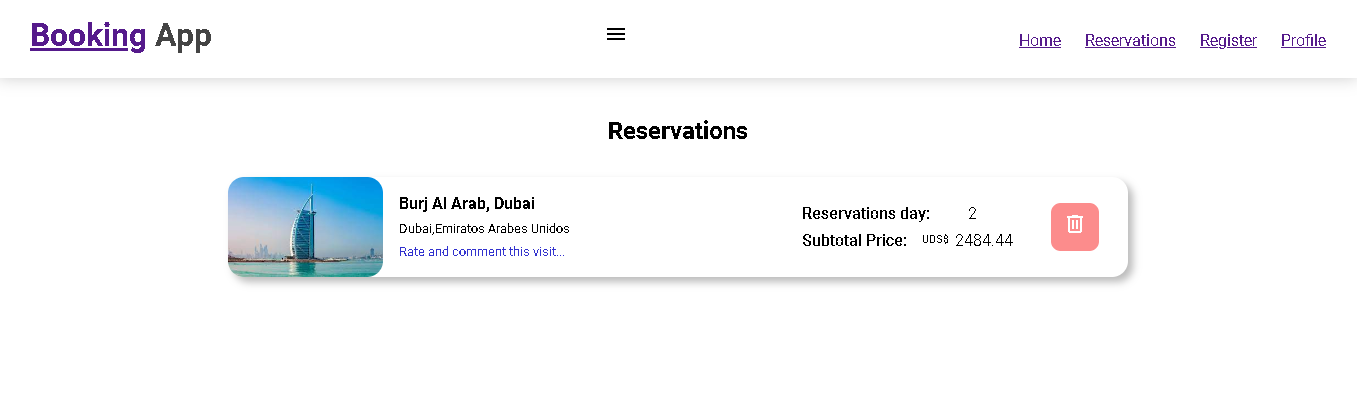 Booking App
Home Reservations Register Profile
Reservations
Burj Al Arab, Dubai
Dubai,Emiratos Arabes Unidos
Rate and comment this visit...
Reservations day: 2
Subtotal Price: UDS$ 2484.44